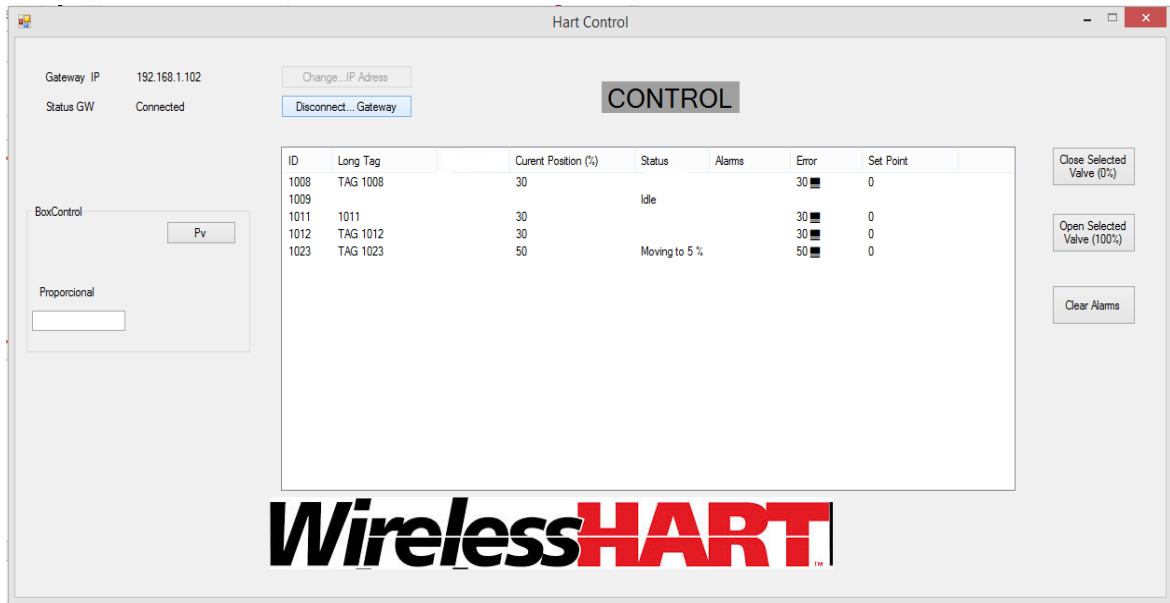 Hart Control
Gateway IP 192.168.1.102 Change...IP Adress
Status GW Connected Disconnect... Gateway
CONTROL
ID Long Tag Curent Position (%) Status Alarms Error Set Point
1008 TAG 1008 30 30 0
1009 Idle
1011 1011 30 30 0
1012 TAG 1012 30 30 0
1023 TAG 1023 50 Moving to 5 % 50 0
Close Selected
Valve (0%)
Open Selected
Valve (100%)
Clear Alarms
BoxControl
Pv
Proporcional
WirelessHART
TM